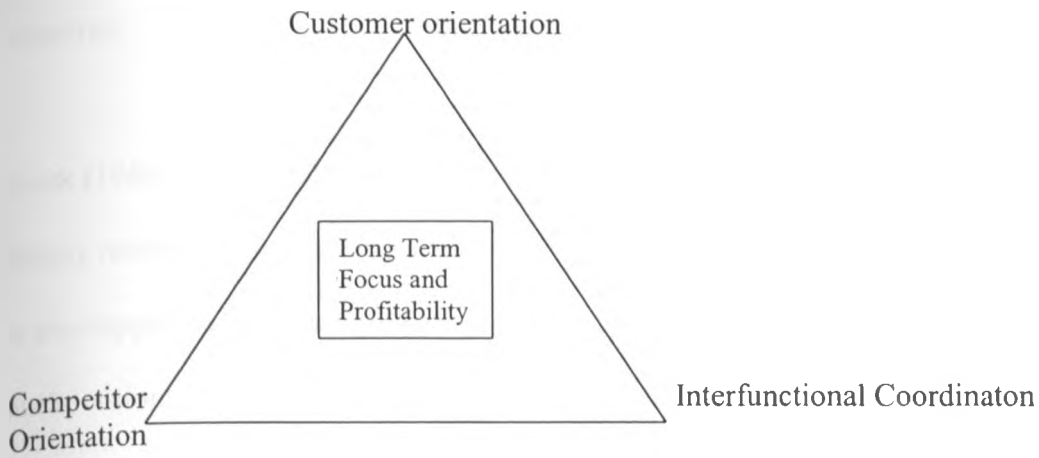 Customer orientation
Long Term
Focus and
Profitability
Competitor
Orientation
Interfunctional Coordinaton